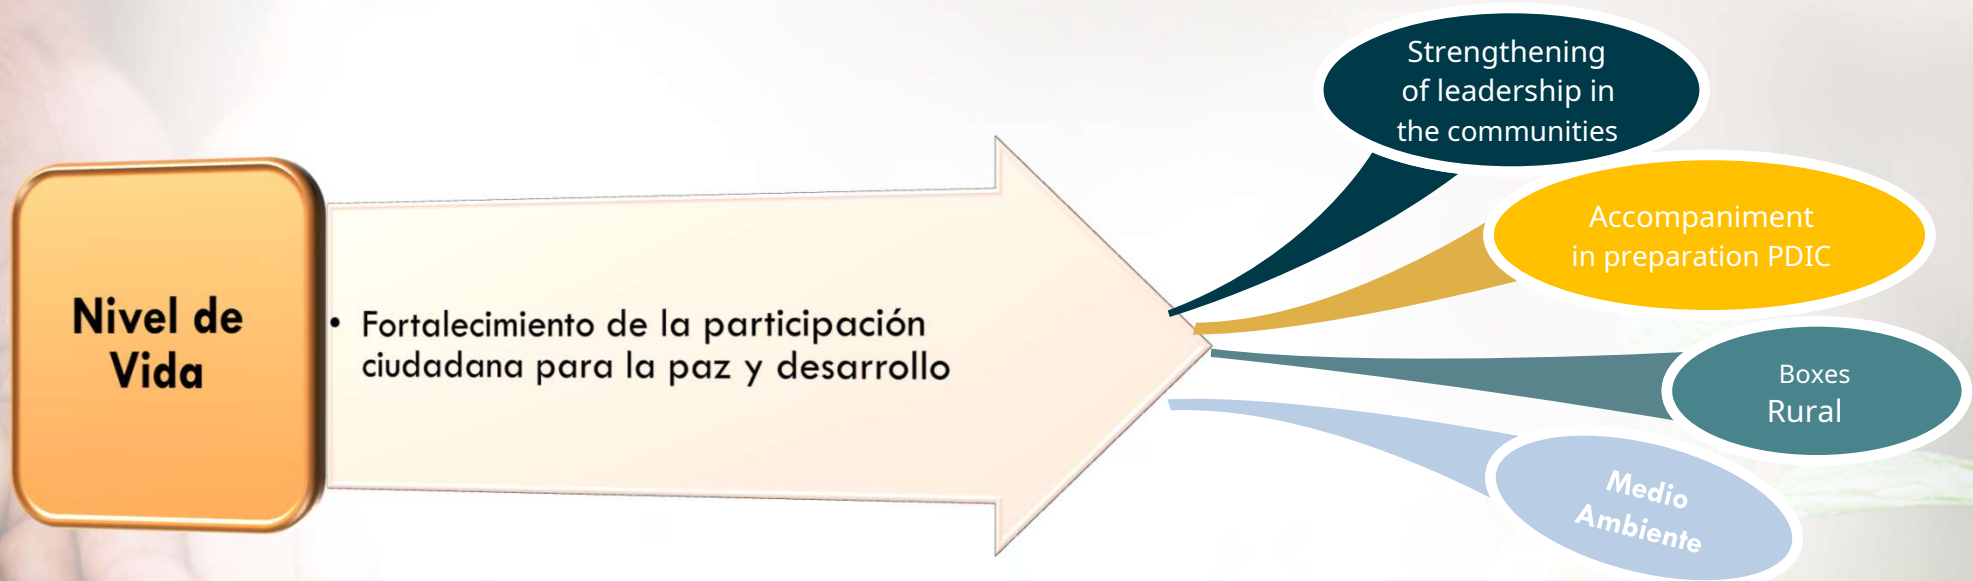 Nivel de
Vida
• Fortalecimiento de la participación
ciudadana para la paz y desarrollo
Strengthening
of leadership in
the communities
Accompaniment
in preparation PDIC
Boxes
Rural
Medio
Ambiente